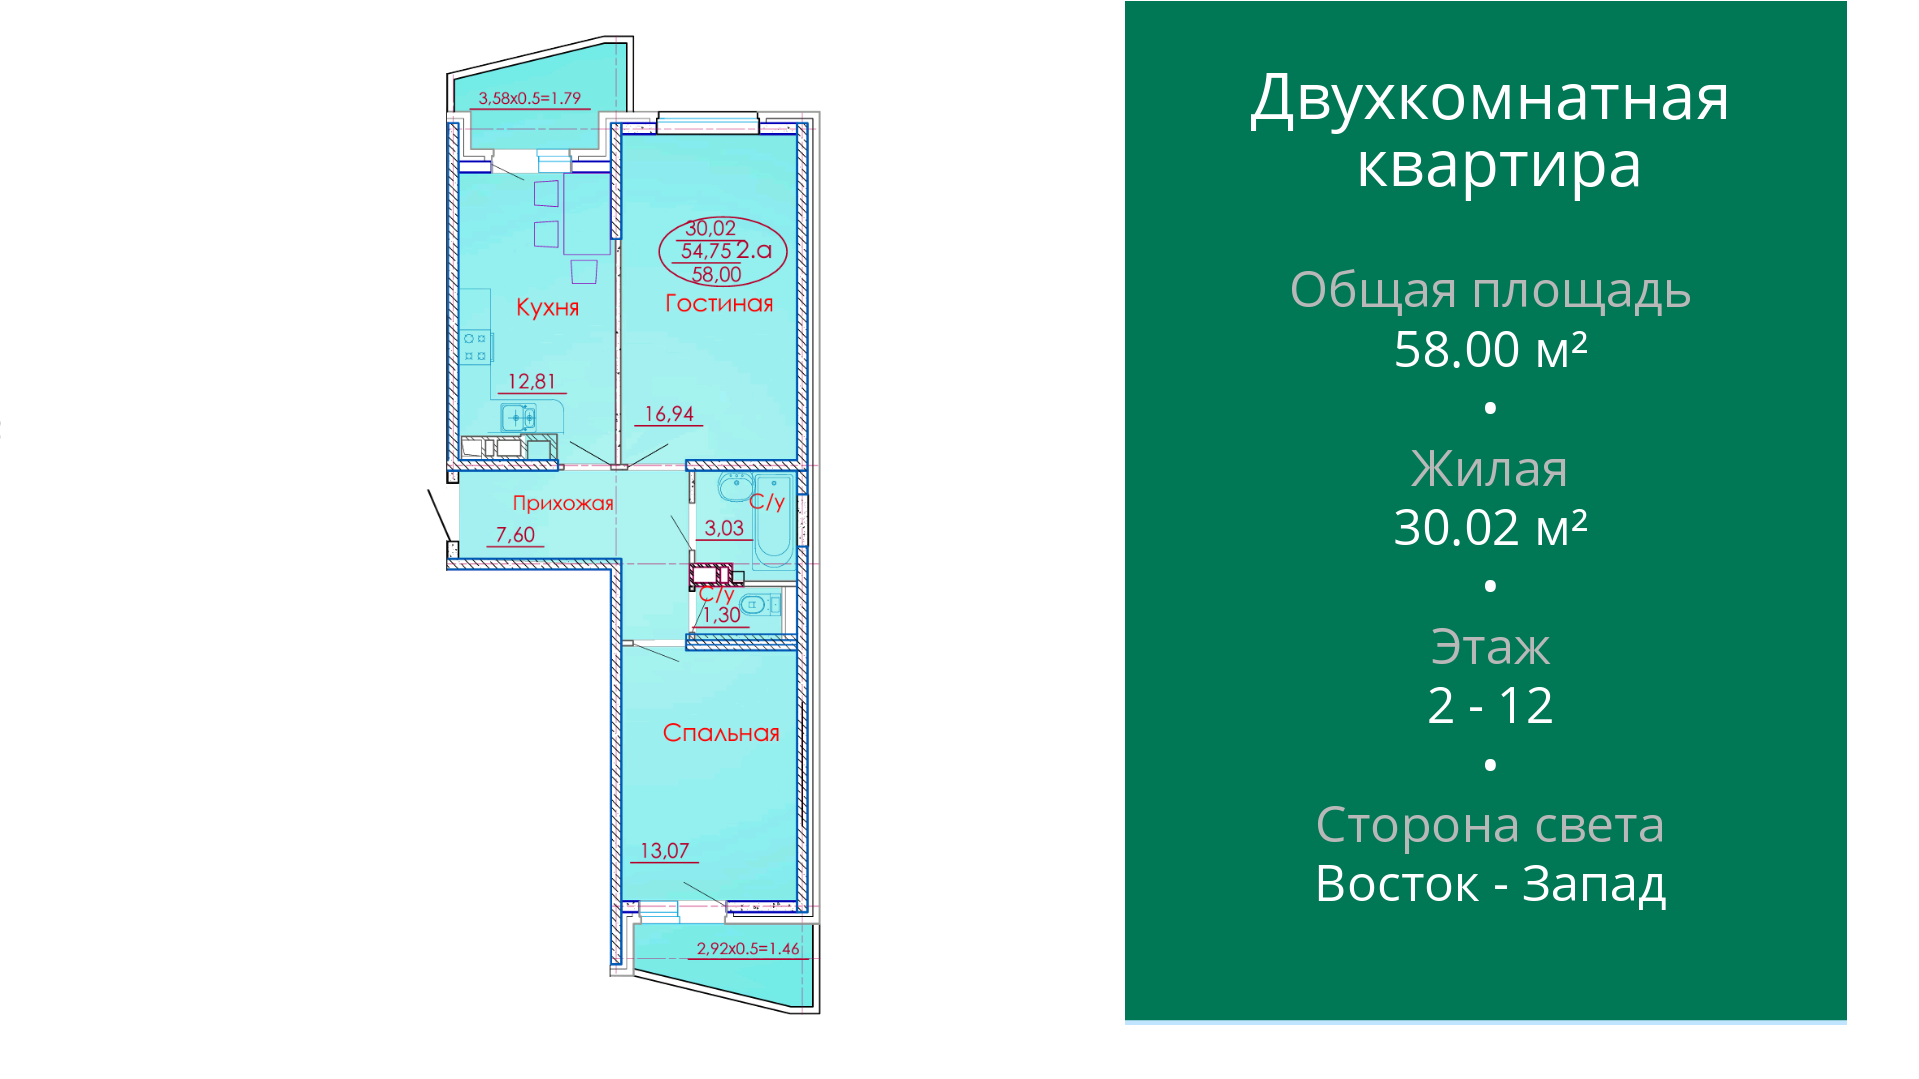 3,58х0.5=1.79
30,02
54,75 2.а
58,00
Кухня
Гостиная
12,81
16,94
Прихожая
С/у
7,60
3,03
С/у
1,30
Спальная
13,07
2,92х0.5=1.46
Двухкомнатная
квартира
Общая площадь
58.00 м²
•
Жилая
30.02 м²
•
Этаж
2 - 12
•
Сторона света
Восток - Запад